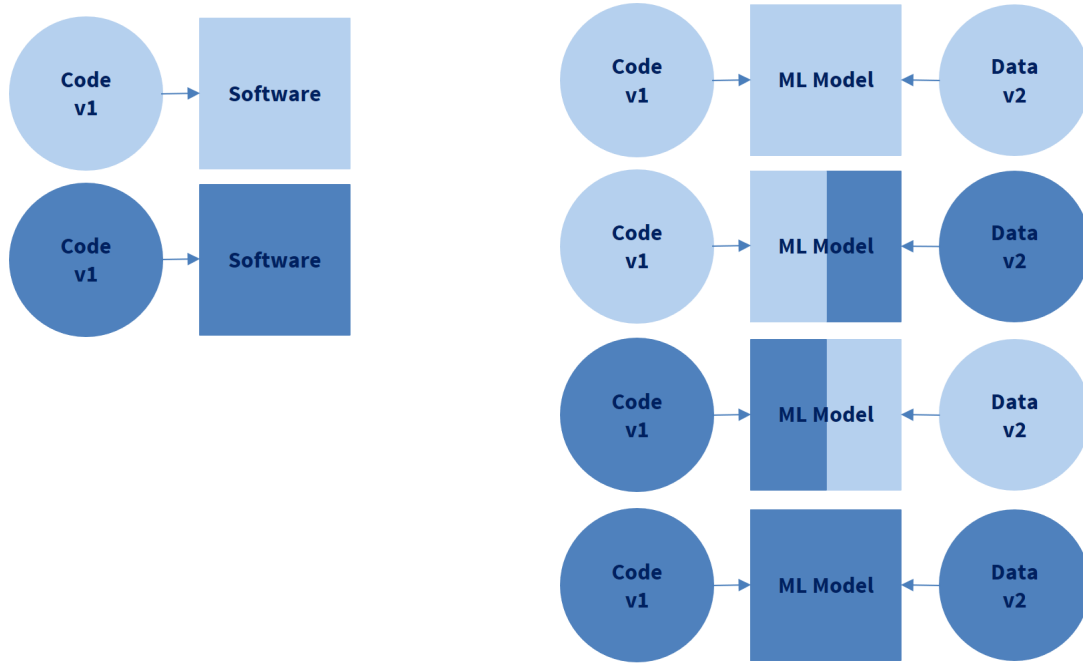 Code
v1
Software
Code
v1
Software
Code
v1
ML Model
Data
v2
Code
v1
ML Model
Data
v2
Code
v1
ML Model
Data
v2
Code
v1
ML Model
Data
v2